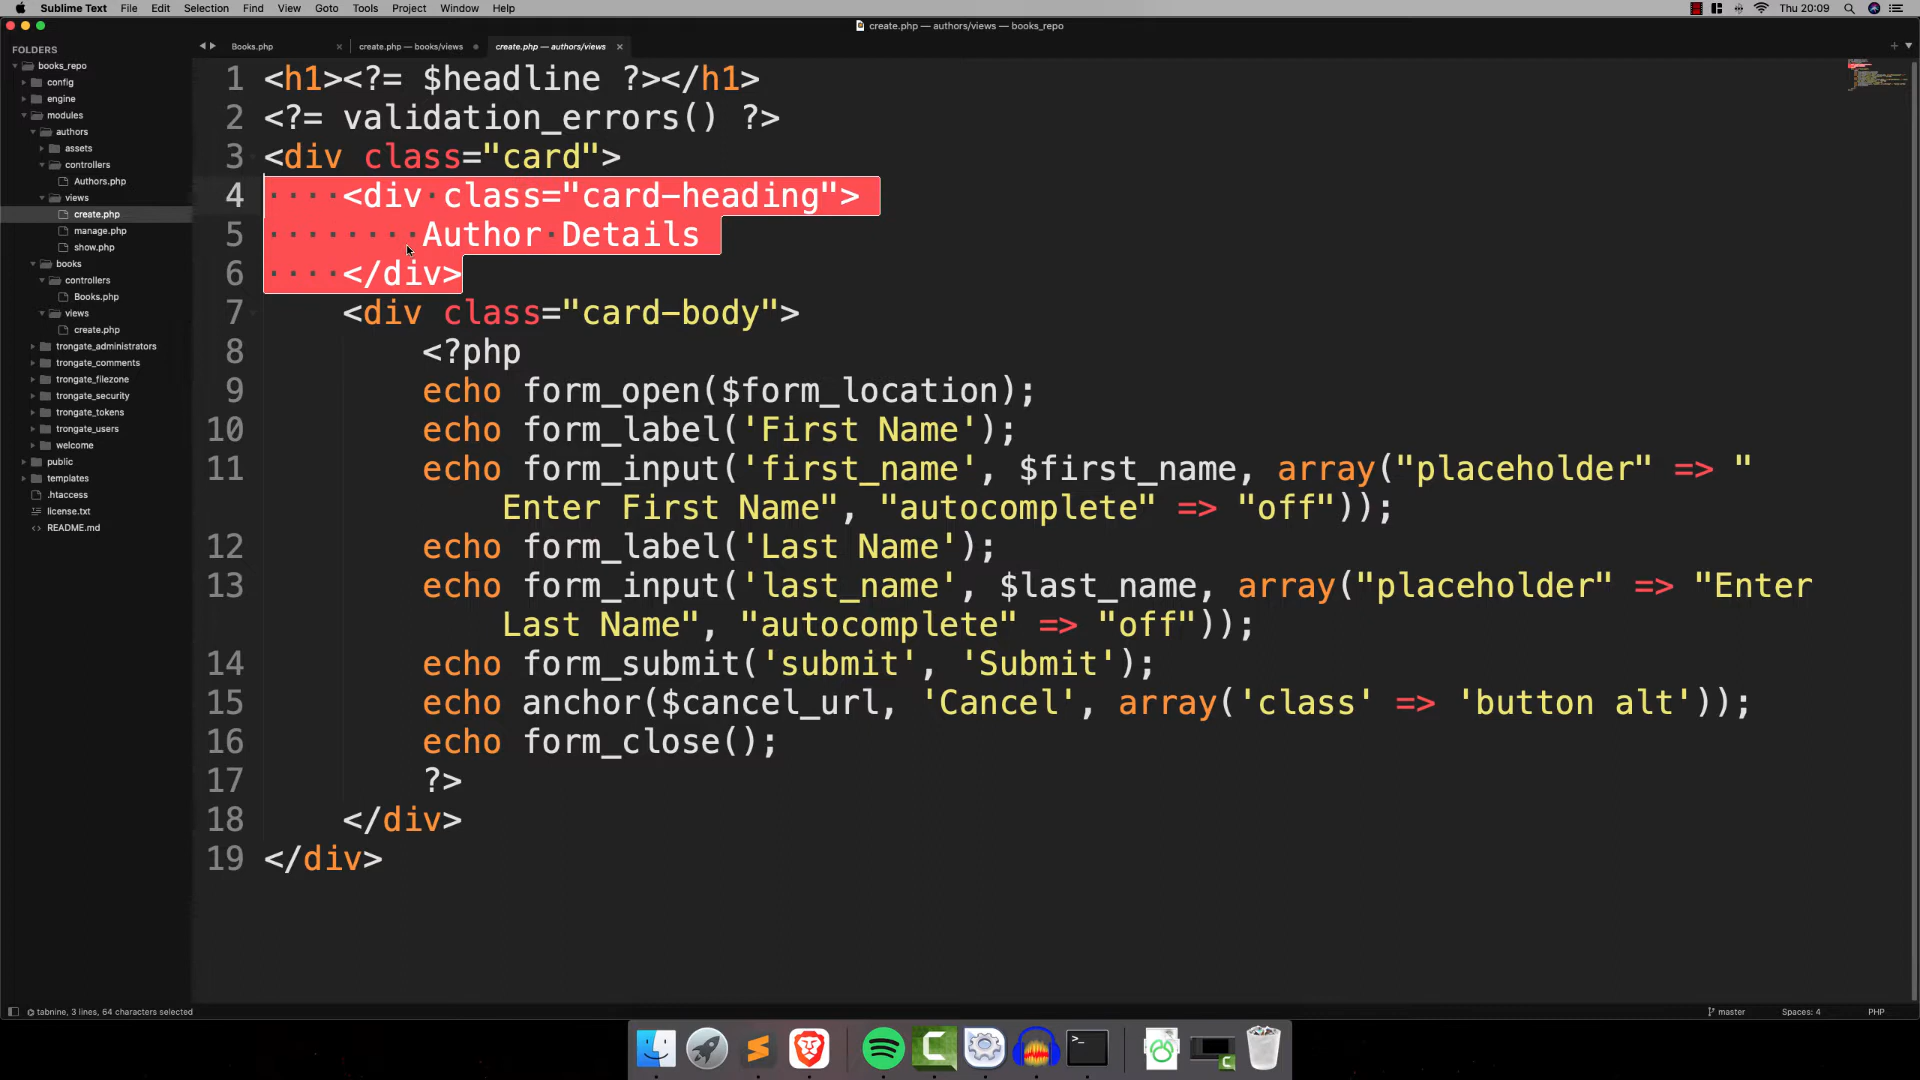 Sublime Text File Edit Selection Find View Goto Tools Project Window Help Thu 20:09
create.php — authors/views — books_repo
FOLDERS
books_repo
config
engine
modules
authors
assets
controllers
Authors.php
views
create.php
manage.php
show.php
books
controllers
Books.php
views
create.php
trongate_administrators
trongate_comments
trongate_filezone
trongate_security
trongate_tokens
trongate_users
welcome
public
templates
.htaccess
license.txt
README.md
Books.php create.php — books/views create.php — authors/views
1 <h1><?= $headline ?></h1>
2 <?= validation_errors() ?>
3 <div class="card">
4 <div class="card-heading">
5 Author Details
6 </div>
7 <div class="card-body">
8 <?php
9 echo form_open($form_location);
10 echo form_label('First Name');
11 echo form_input('first_name', $first_name, array("placeholder" => "
Enter First Name", "autocomplete" => "off"));
12 echo form_label('Last Name');
13 echo form_input('last_name', $last_name, array("placeholder" => "Enter
Last Name", "autocomplete" => "off"));
14 echo form_submit('submit', 'Submit');
15 echo anchor($cancel_url, 'Cancel', array('class' => 'button alt'));
16 echo form_close();
17 ?>
18 </div>
19 </div>
tabnine, 3 lines, 64 characters selected master Spaces: 4 PHP